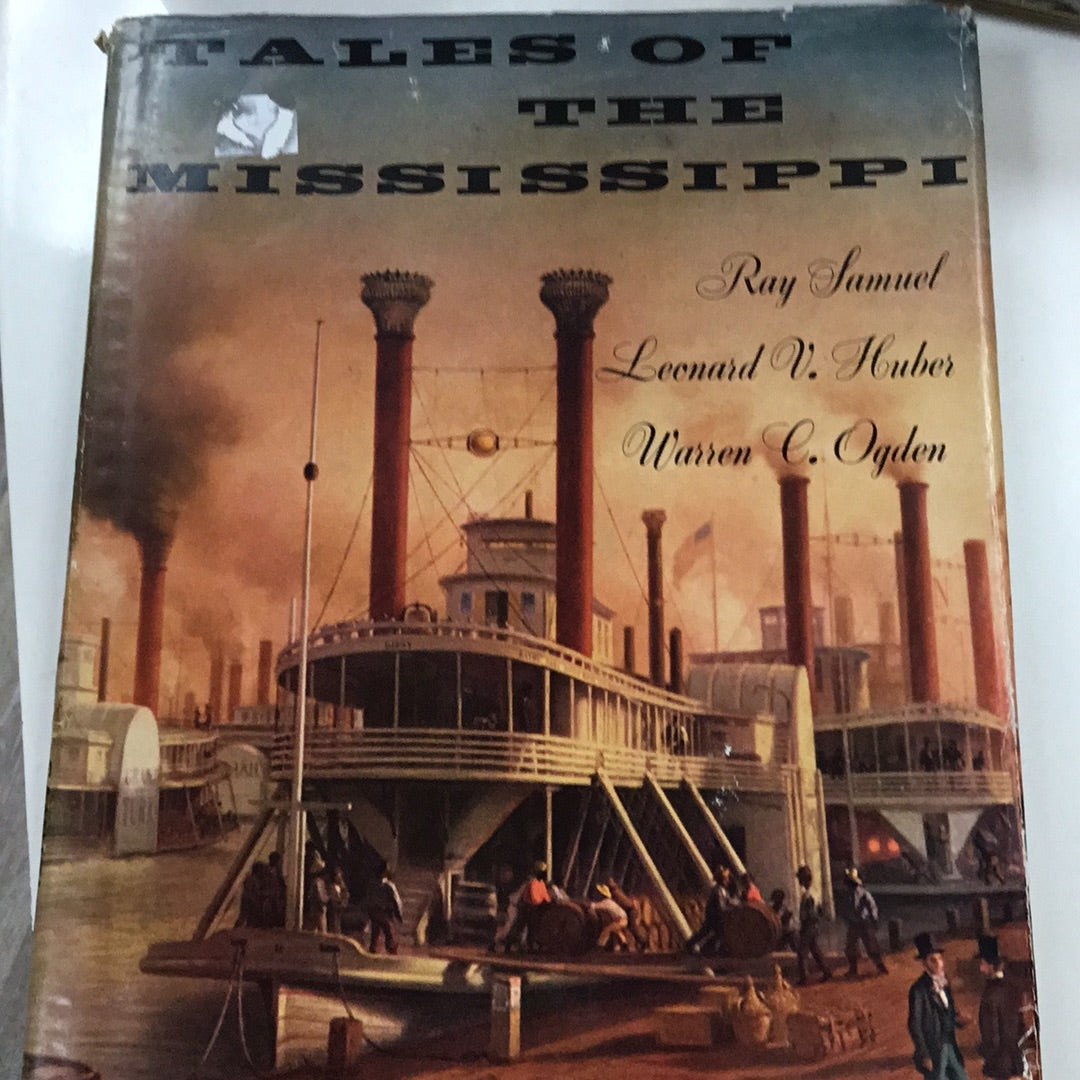 TALES OF
THE
MISSISSIPPI
Ray Samuel
Leonard V. Huber
Warren C. Ogden